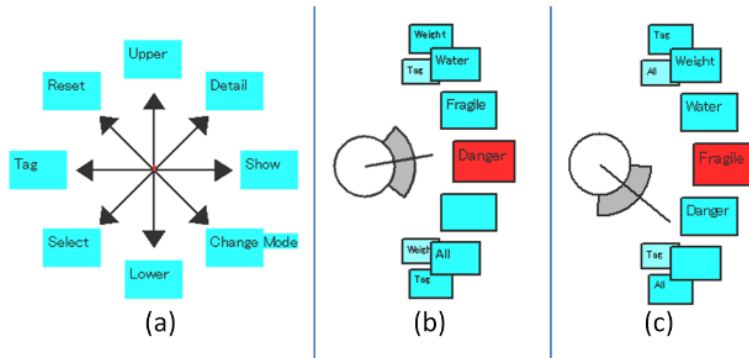 Upper
Reset
Detail
Tag
Show
Select
Change Mode
Lower
(a)
Weight
Water
Tag
Fragile
Danger
Weigh
All
Tag
(b)
Tag
Weight
All
Water
Fragile
Danger
Tag
All
(c)